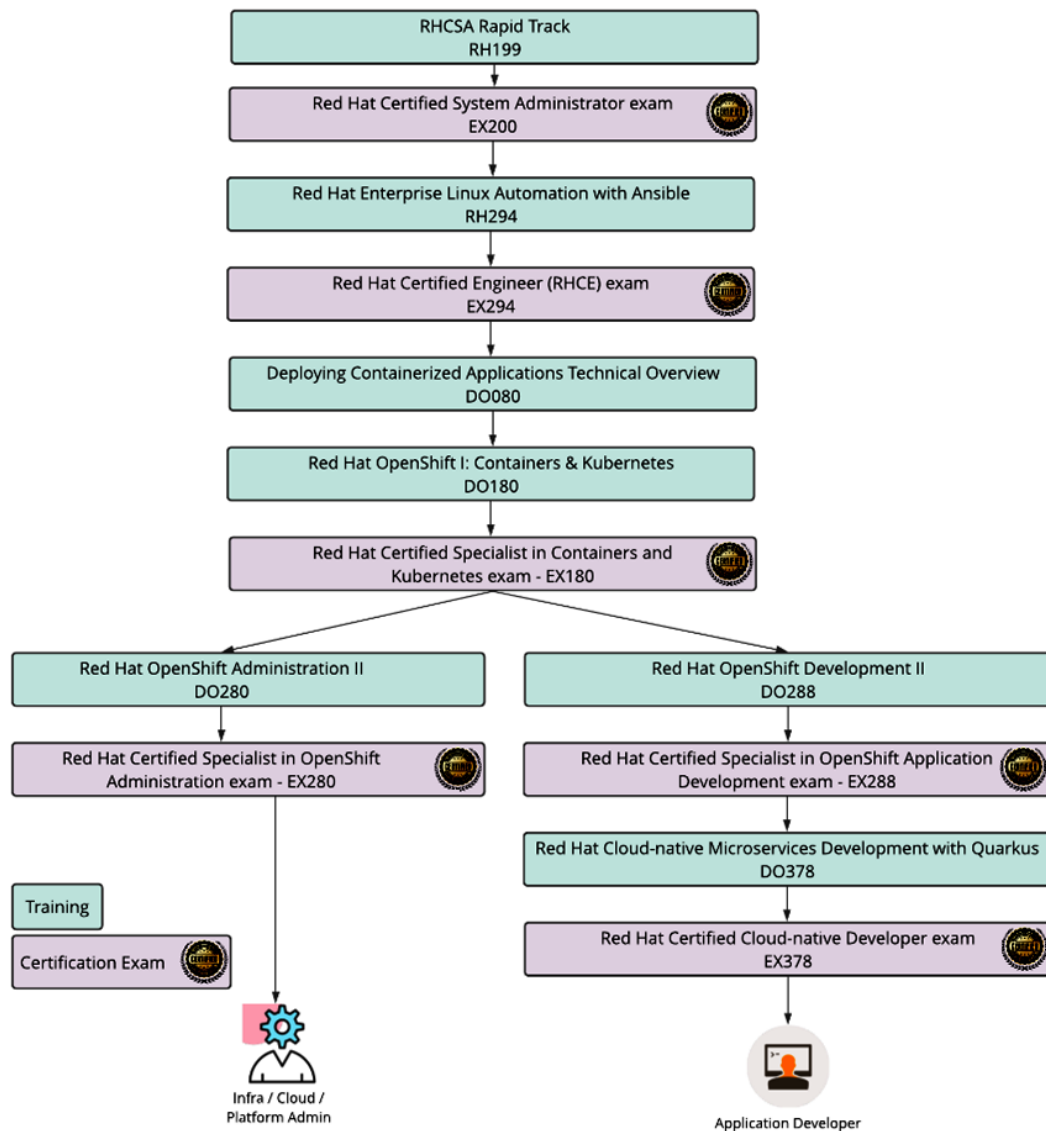 RHCSA Rapid Track
RH199
Red Hat Certified System Administrator exam
EX200
Red Hat Enterprise Linux Automation with Ansible
RH294
Red Hat Certified Engineer (RHCE) exam
EX294
Deploying Containerized Applications Technical Overview
DO080
Red Hat OpenShift I: Containers & Kubernetes
DO180
Red Hat Certified Specialist in Containers and
Kubernetes exam - EX180
Red Hat OpenShift Administration II
DO280
Red Hat Certified Specialist in OpenShift
Administration exam - EX280
Red Hat OpenShift Development II
DO288
Red Hat Certified Specialist in OpenShift Application
Development exam - EX288
Red Hat Cloud-native Microservices Development with Quarkus
DO378
Red Hat Certified Cloud-native Developer exam
EX378
Training
Certification Exam
Infra / Cloud /
Platform Admin
Application Developer